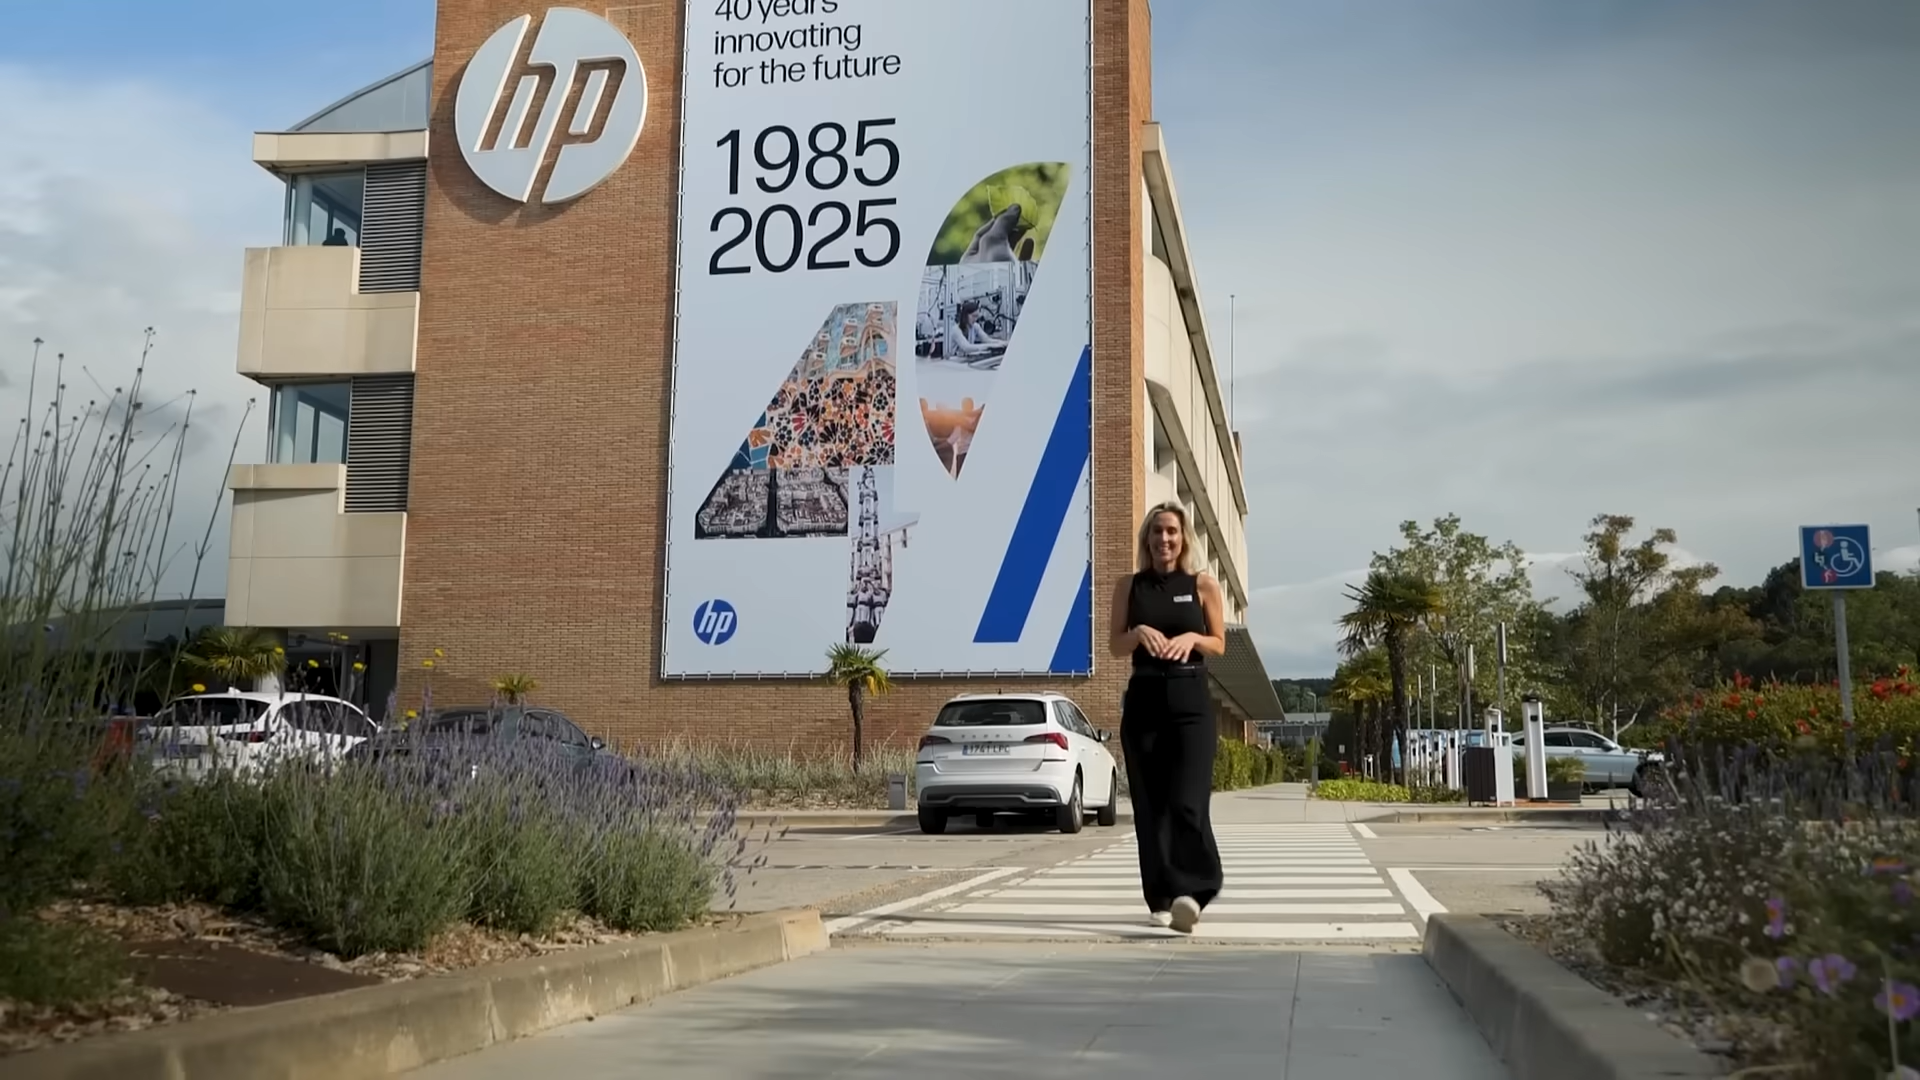 40 years
innovating
for the future
1985
2025
hp
hp